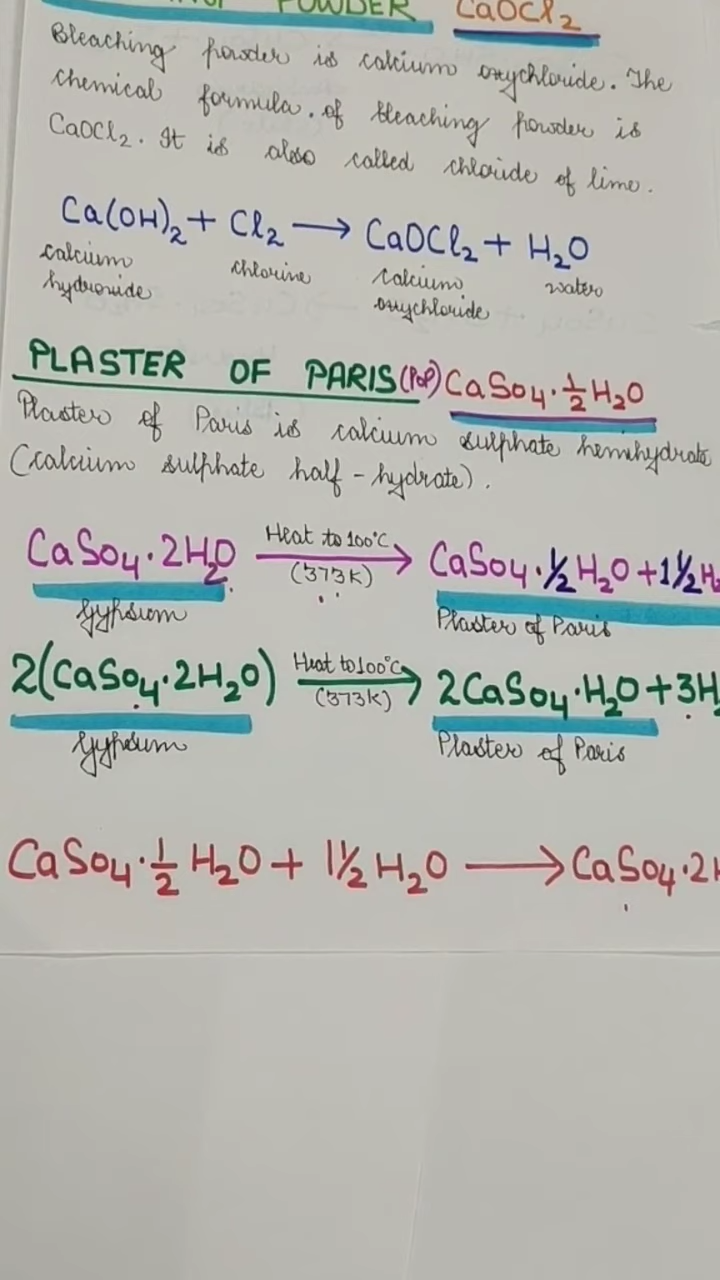 POWDER CaOCl₂
Bleaching powder is calcium oxychloride. The
chemical formula. of bleaching powder is
CaOCl₂. It is also called chloride of lime.
Ca(OH)₂ + Cl₂ → CaOCl₂ + H₂O
calcium chlorine calcium water
hydroxide oxychloride
PLASTER OF PARIS (POP) CaSo₄·½H₂O
Plaster of Paris is calcium sulphate hemihydrate
(calcium sulphate half-hydrate).
Heat to 100°C
CaSo₄·2H₂O → CaSo₄·½H₂O + 1½H₂
(373K)
Gypsum Plaster of Paris
Heat to 100°C
2(CaSo₄·2H₂O) → 2CaSo₄·H₂O + 3H₂
(373K)
Gypsum Plaster of Paris
CaSo₄·½H₂O + 1½H₂O → CaSo₄·2H